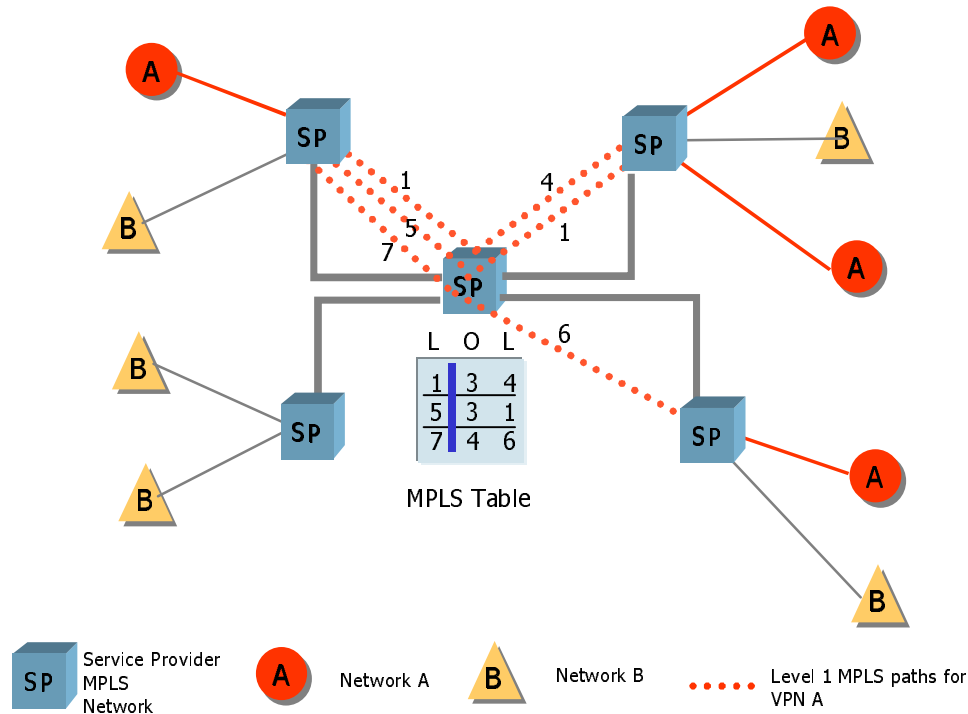 A
A
SP
SP
B
B
1
4
5
1
7
A
SP
6
L O L
1 3 4
5 3 1
7 4 6
MPLS Table
B
SP
SP
B
A
B
SP
Service Provider
MPLS
Network
A
Network A
B
Network B
Level 1 MPLS paths for
VPN A